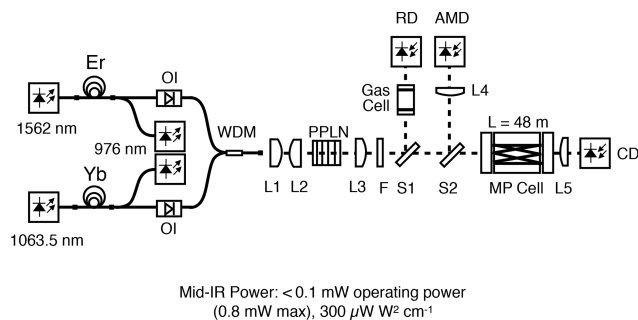 RD AMD
Er OI
Gas
Cell
L4
1562 nm
PPLN
L = 48 m
976 nm
WDM
CD
Yb
L1 L2 L3 F S1 S2 MP Cell L5
OI
1063.5 nm
Mid-IR Power: < 0.1 mW operating power
(0.8 mW max), 300 µW W² cm⁻¹